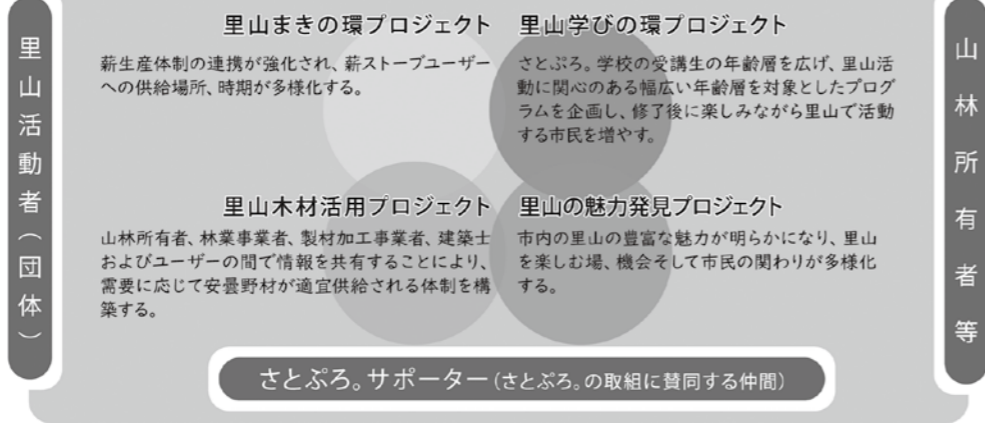 里山活動者（団体）
里山まきの環プロジェクト
薪生産体制の連携が強化され、薪ストーブユーザー
への供給場所、時期が多様化する。
里山学びの環プロジェクト
さとぷろ。学校の受講生の年齢層を広げ、里山活
動に関心のある幅広い年齢層を対象としたプログ
ラムを企画し、修了後に楽しみながら里山で活動
する市民を増やす。
里山木材活用プロジェクト
山林所有者、林業事業者、製材加工事業者、建築士
およびユーザーの間で情報を共有することにより、
需要に応じて安曇野材が適宜供給される体制を構
築する。
里山の魅力発見プロジェクト
市内の里山の豊富な魅力が明らかになり、里山
を楽しむ場、機会そして市民の関わりが多様化
する。
山林所有者等
さとぷろ。サポーター（さとぷろ。の取組に賛同する仲間）